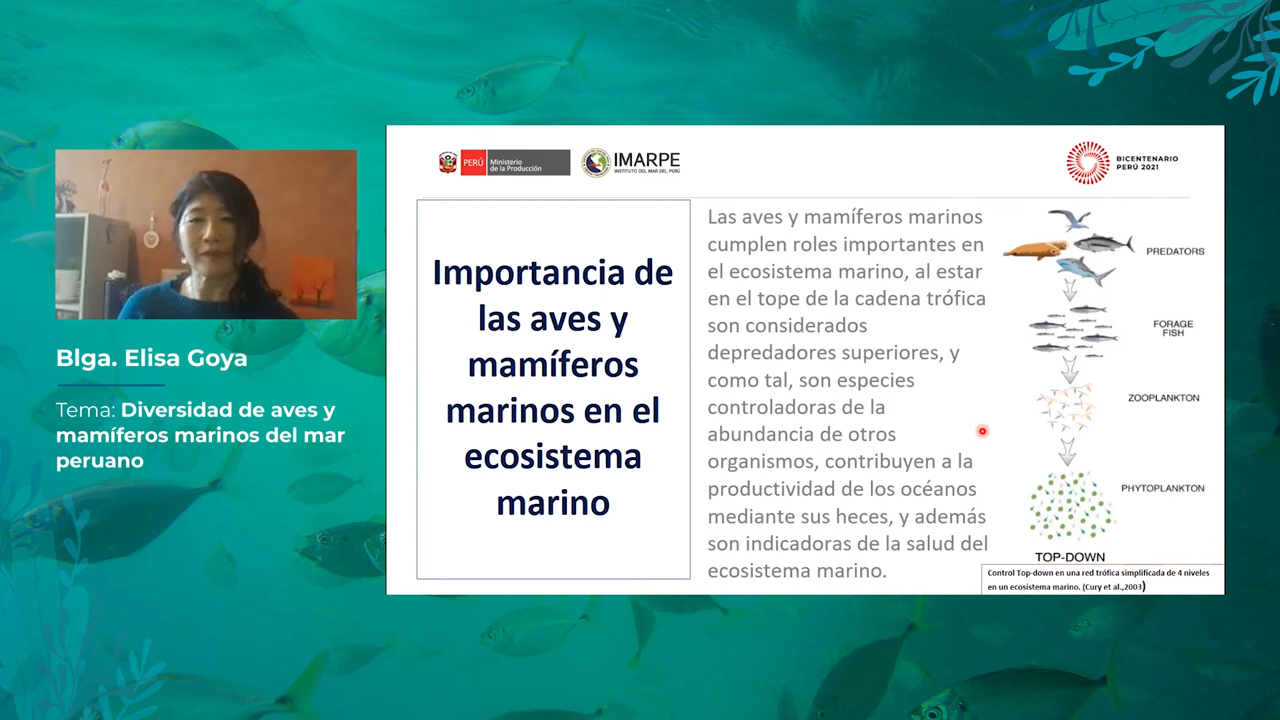 Blga. Elisa Goya
Tema: Diversidad de aves y
mamíferos marinos del mar
peruano
PERÚ
Ministerio
de la Producción
IMARPE
INSTITUTO DEL MAR DEL PERÚ
BICENTENARIO
PERÚ 2021
Importancia de
las aves y
mamíferos
marinos en el
ecosistema
marino
Las aves y mamíferos marinos
cumplen roles importantes en
el ecosistema marino, al estar
en el tope de la cadena trófica
son considerados
depredadores superiores, y
como tal, son especies
controladoras de la
abundancia de otros
organismos, contribuyen a la
productividad de los océanos
mediante sus heces, y además
son indicadoras de la salud del
ecosistema marino.
PREDATORS
FORAGE
FISH
ZOOPLANKTON
PHYTOPLANKTON
TOP-DOWN
Control Top-down en una red trófica simplificada de 4 niveles
en un ecosistema marino. (Cury et al.,2003)